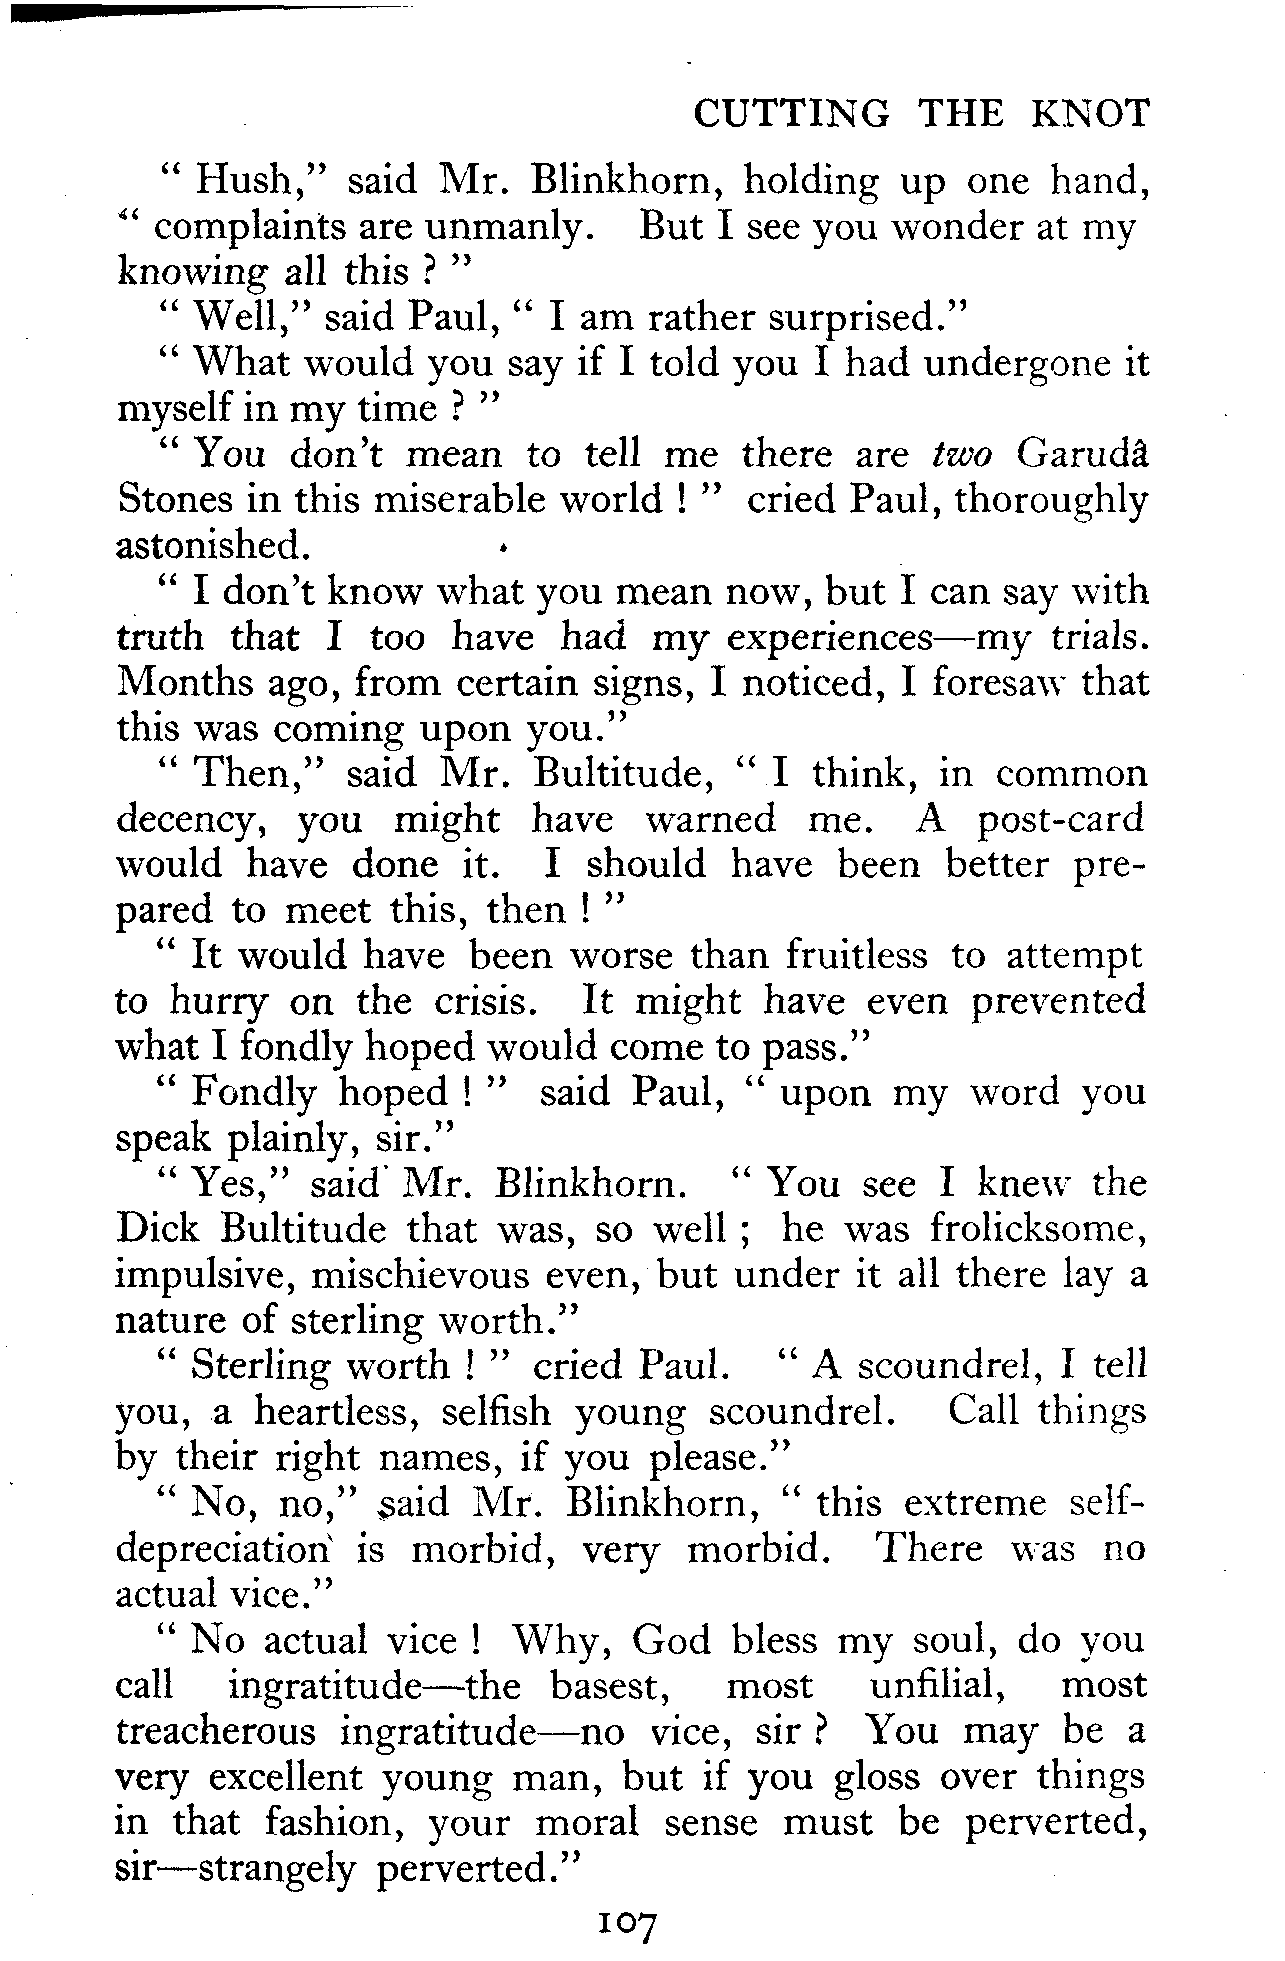 CUTTING THE KNOT
" Hush," said Mr. Blinkhorn, holding up one hand,
" complaints are unmanly. But I see you wonder at my
knowing all this ? "
" Well," said Paul, " I am rather surprised."
" What would you say if I told you I had undergone it
myself in my time ? "
" You don't mean to tell me there are two Garudâ
Stones in this miserable world ! " cried Paul, thoroughly
astonished.
" I don't know what you mean now, but I can say with
truth that I too have had my experiences—my trials.
Months ago, from certain signs, I noticed, I foresaw that
this was coming upon you."
" Then," said Mr. Bultitude, " I think, in common
decency, you might have warned me. A post-card
would have done it. I should have been better pre-
pared to meet this, then ! "
" It would have been worse than fruitless to attempt
to hurry on the crisis. It might have even prevented
what I fondly hoped would come to pass."
" Fondly hoped ! " said Paul, " upon my word you
speak plainly, sir."
" Yes," said Mr. Blinkhorn. " You see I knew the
Dick Bultitude that was, so well ; he was frolicksome,
impulsive, mischievous even, but under it all there lay a
nature of sterling worth."
" Sterling worth ! " cried Paul. " A scoundrel, I tell
you, a heartless, selfish young scoundrel. Call things
by their right names, if you please."
" No, no," said Mr. Blinkhorn, " this extreme self-
depreciation is morbid, very morbid. There was no
actual vice."
" No actual vice ! Why, God bless my soul, do you
call ingratitude—the basest, most unfilial, most
treacherous ingratitude—no vice, sir ? You may be a
very excellent young man, but if you gloss over things
in that fashion, your moral sense must be perverted,
sir—strangely perverted."
107